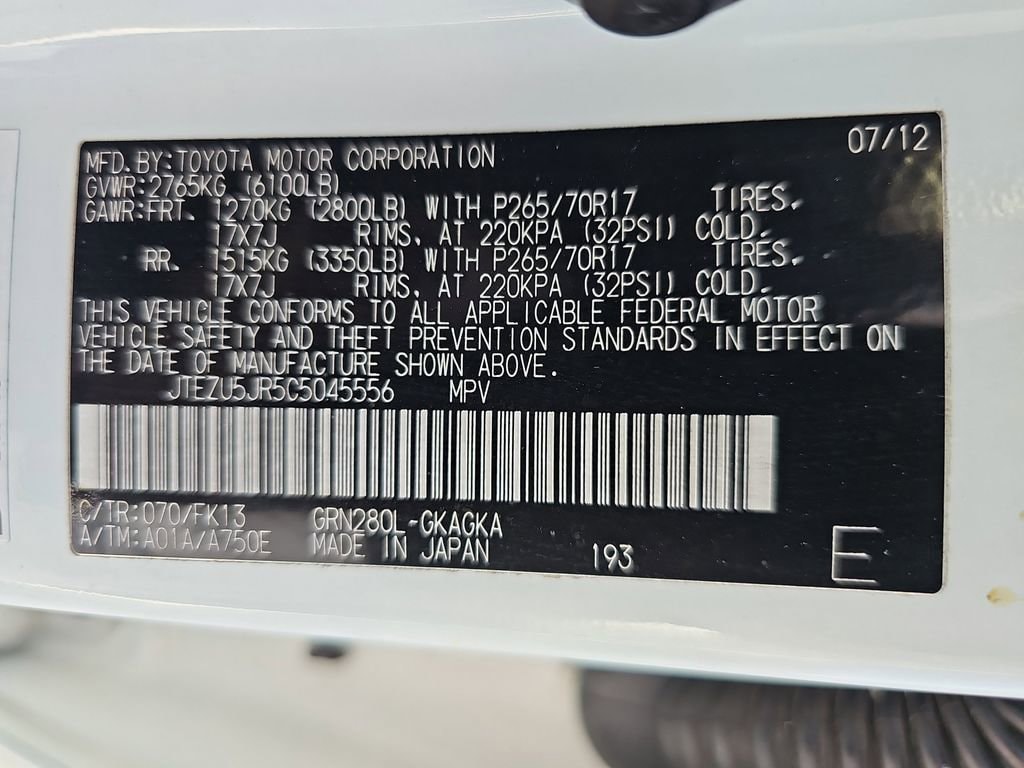 07/12
MFD. BY:TOYOTA MOTOR CORPORATION
GVWR:2765KG (6100LB)
GAWR:FRT. 1270KG (2800LB) WITH P265/70R17 TIRES,
17X7J RIMS, AT 220KPA (32PSI) COLD.
RR. 1515KG (3350LB) WITH P265/70R17 TIRES,
17X7J RIMS, AT 220KPA (32PSI) COLD.
THIS VEHICLE CONFORMS TO ALL APPLICABLE FEDERAL MOTOR
VEHICLE SAFETY AND THEFT PREVENTION STANDARDS IN EFFECT ON
THE DATE OF MANUFACTURE SHOWN ABOVE.
JTEZU5JR5C5045556 MPV
C/TR:070/FK13 GRN280L-GKAGKA
A/TM:A01A/A750E MADE IN JAPAN 193 E